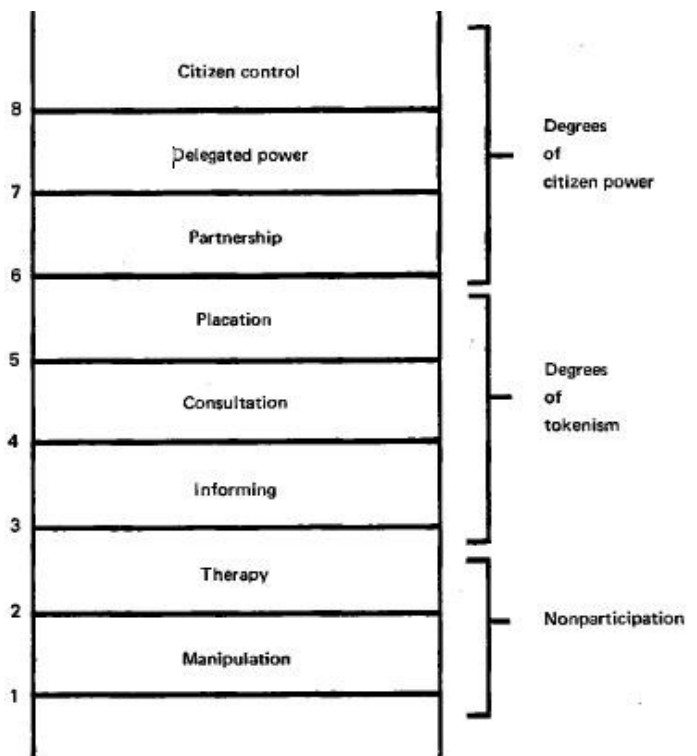 Citizen control
8
Delegated power
7
Partnership
6
Placation
5
Consultation
4
Informing
3
Therapy
2
Manipulation
1
Degrees
of
citizen power
Degrees
of
tokenism
Nonparticipation